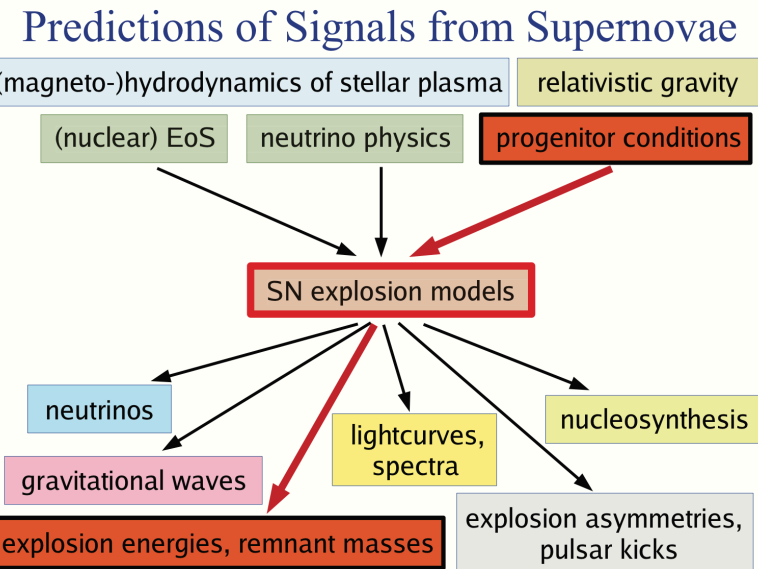 Predictions of Signals from Supernovae
(magneto-)hydrodynamics of stellar plasma
relativistic gravity
(nuclear) EoS
neutrino physics
progenitor conditions
SN explosion models
neutrinos
nucleosynthesis
lightcurves,
spectra
gravitational waves
explosion asymmetries,
pulsar kicks
explosion energies, remnant masses